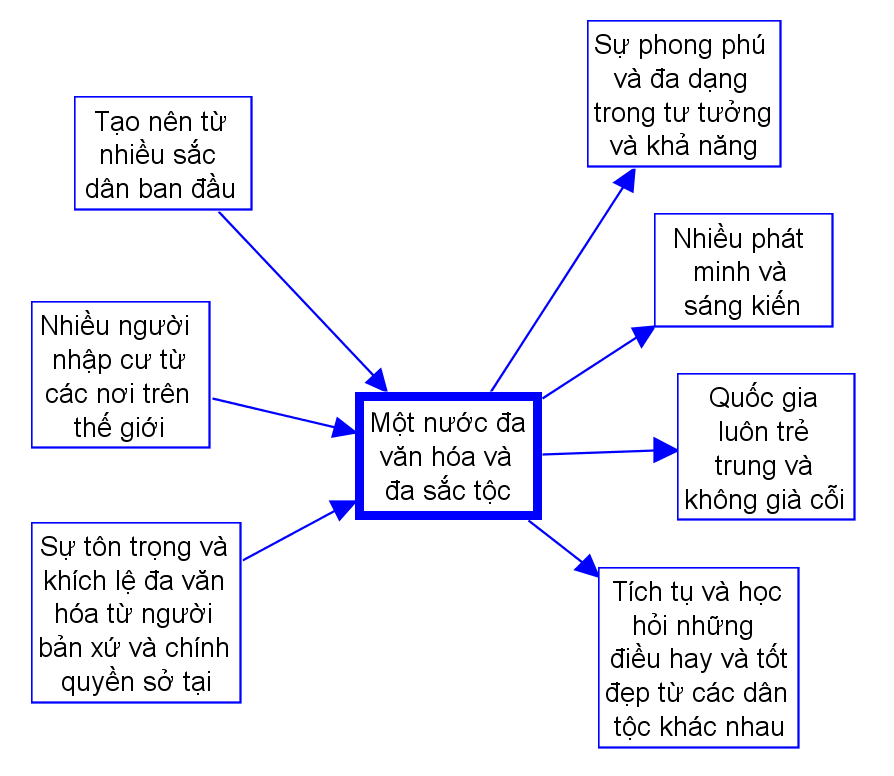 Tạo nên từ
nhiều sắc
dân ban đầu
Nhiều người
nhập cư từ
các nơi trên
thế giới
Sự tôn trọng và
khích lệ đa văn
hóa từ người
bản xứ và chính
quyền sở tại
Một nước đa
văn hóa và
đa sắc tộc
Sự phong phú
và đa dạng
trong tư tưởng
và khả năng
Nhiều phát
minh và
sáng kiến
Quốc gia
luôn trẻ
trung và
không già cỗi
Tích tụ và học
hỏi những
điều hay và tốt
đẹp từ các dân
tộc khác nhau